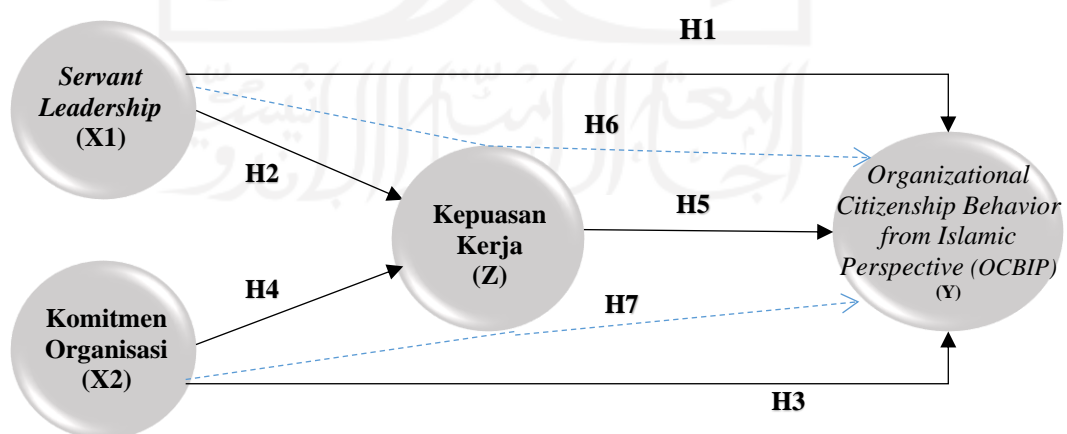 H1
Servant
Leadership
(X1)
H6
H2
Organizational
Citizenship Behavior
from Islamic
Perspective (OCBIP)
(Y)
Kepuasan
Kerja
(Z)
H5
H4
H7
Komitmen
Organisasi
(X2)
H3